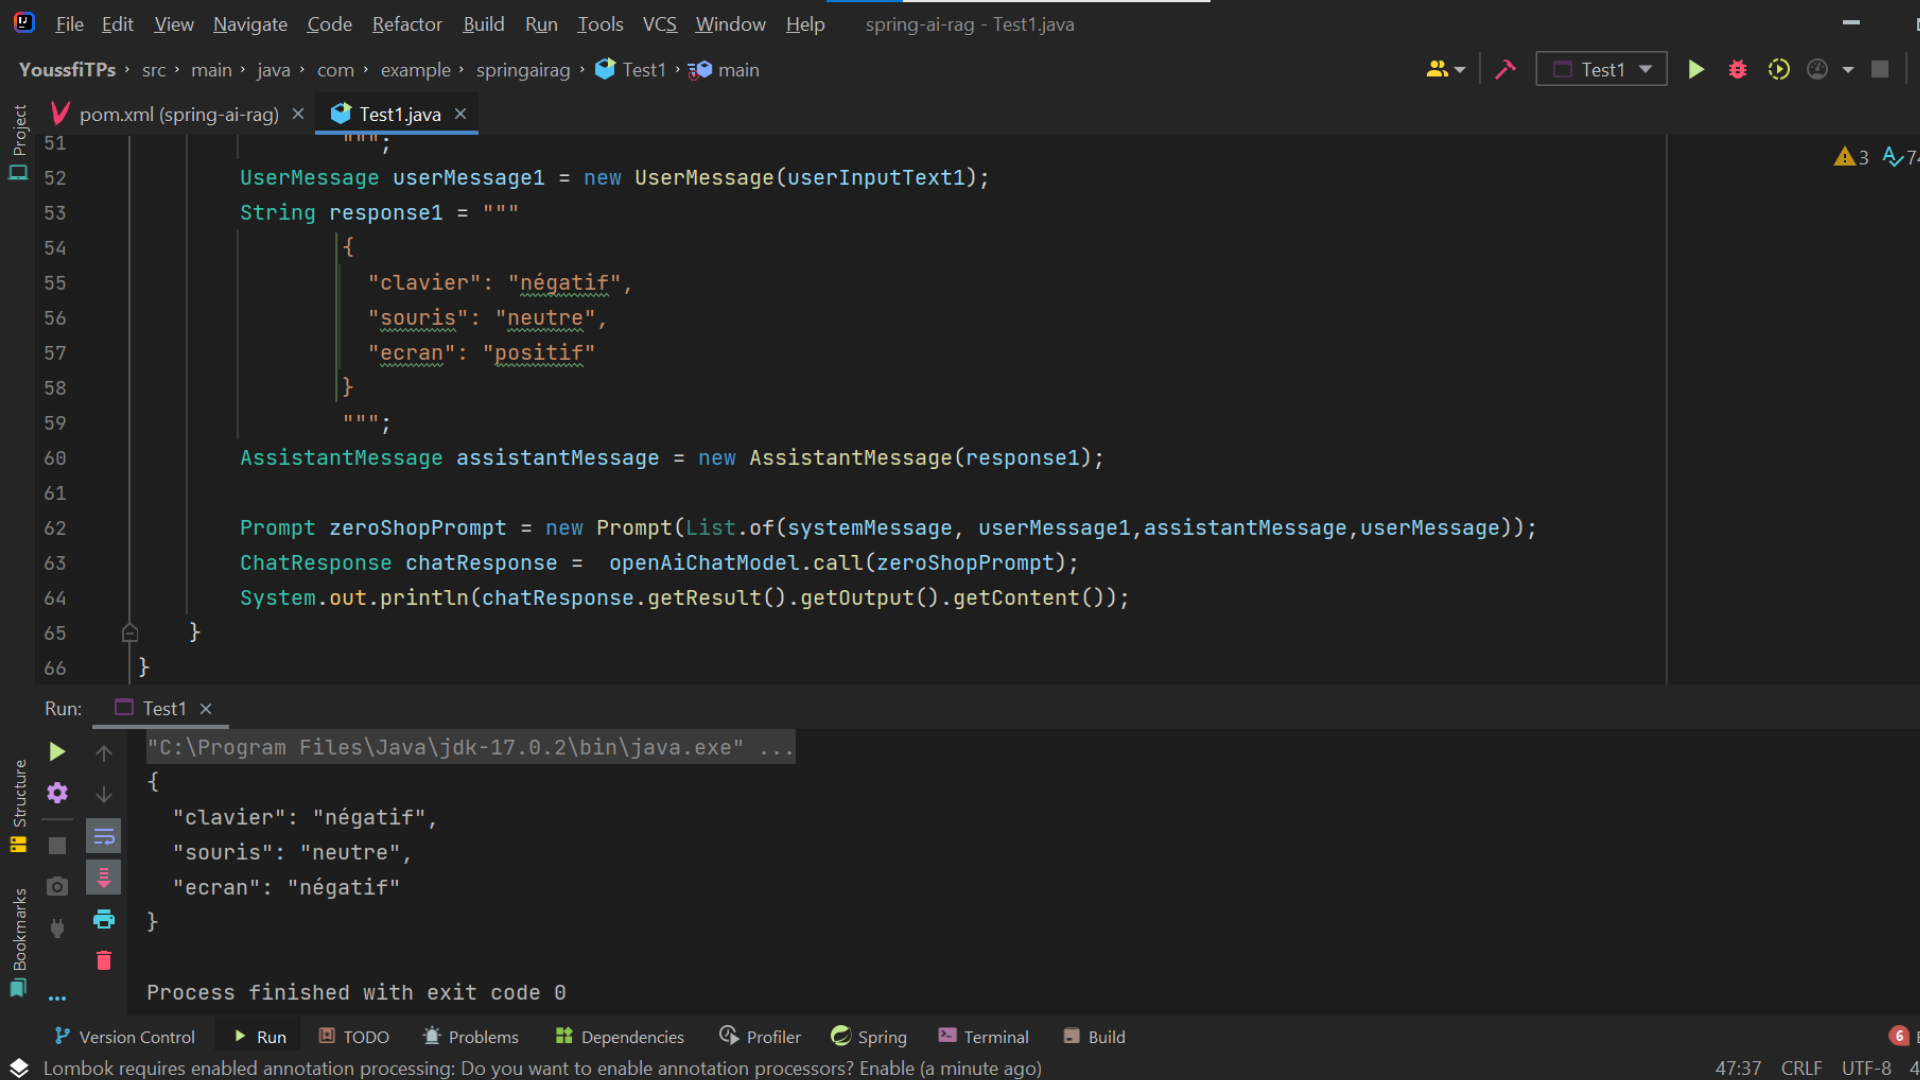 File Edit View Navigate Code Refactor Build Run Tools VCS Window Help spring-ai-rag - Test1.java
YoussfiTPs › src › main › java › com › example › springairag › Test1 › main
Test1
pom.xml (spring-ai-rag) Test1.java
Project
3 74
51 """;
52 UserMessage userMessage1 = new UserMessage(userInputText1);
53 String response1 = """
54 {
55 "clavier": "négatif",
56 "souris": "neutre",
57 "ecran": "positif"
58 }
59 """;
60 AssistantMessage assistantMessage = new AssistantMessage(response1);
61
62 Prompt zeroShopPrompt = new Prompt(List.of(systemMessage, userMessage1,assistantMessage,userMessage));
63 ChatResponse chatResponse = openAiChatModel.call(zeroShopPrompt);
64 System.out.println(chatResponse.getResult().getOutput().getContent());
65 }
66 }
Run: Test1
"C:\Program Files\Java\jdk-17.0.2\bin\java.exe" ...
{
"clavier": "négatif",
"souris": "neutre",
"ecran": "négatif"
}
Process finished with exit code 0
Structure
Bookmarks
Version Control Run TODO Problems Dependencies Profiler Spring Terminal Build 6
Lombok requires enabled annotation processing: Do you want to enable annotation processors? Enable (a minute ago) 47:37 CRLF UTF-8 4